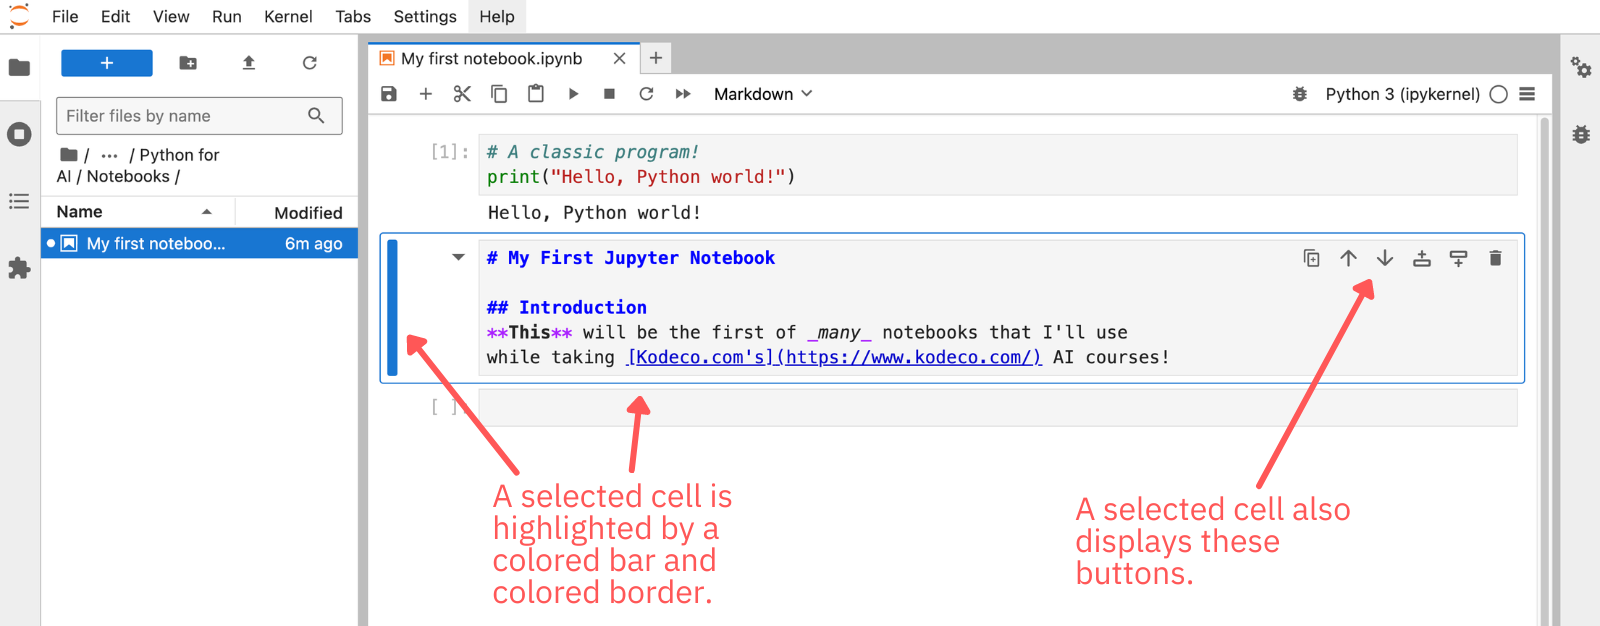 File Edit View Run Kernel Tabs Settings Help
+
Filter files by name
/ ··· / Python for
AI / Notebooks /
Name Modified
My first noteboo... 6m ago
My first notebook.ipynb
Markdown
Python 3 (ipykernel)
[1]: # A classic program!
print("Hello, Python world!")
Hello, Python world!
# My First Jupyter Notebook
## Introduction
**This** will be the first of _many_ notebooks that I'll use
while taking [Kodeco.com's](https://www.kodeco.com/) AI courses!
[ ]:
A selected cell is
highlighted by a
colored bar and
colored border.
A selected cell also
displays these
buttons.